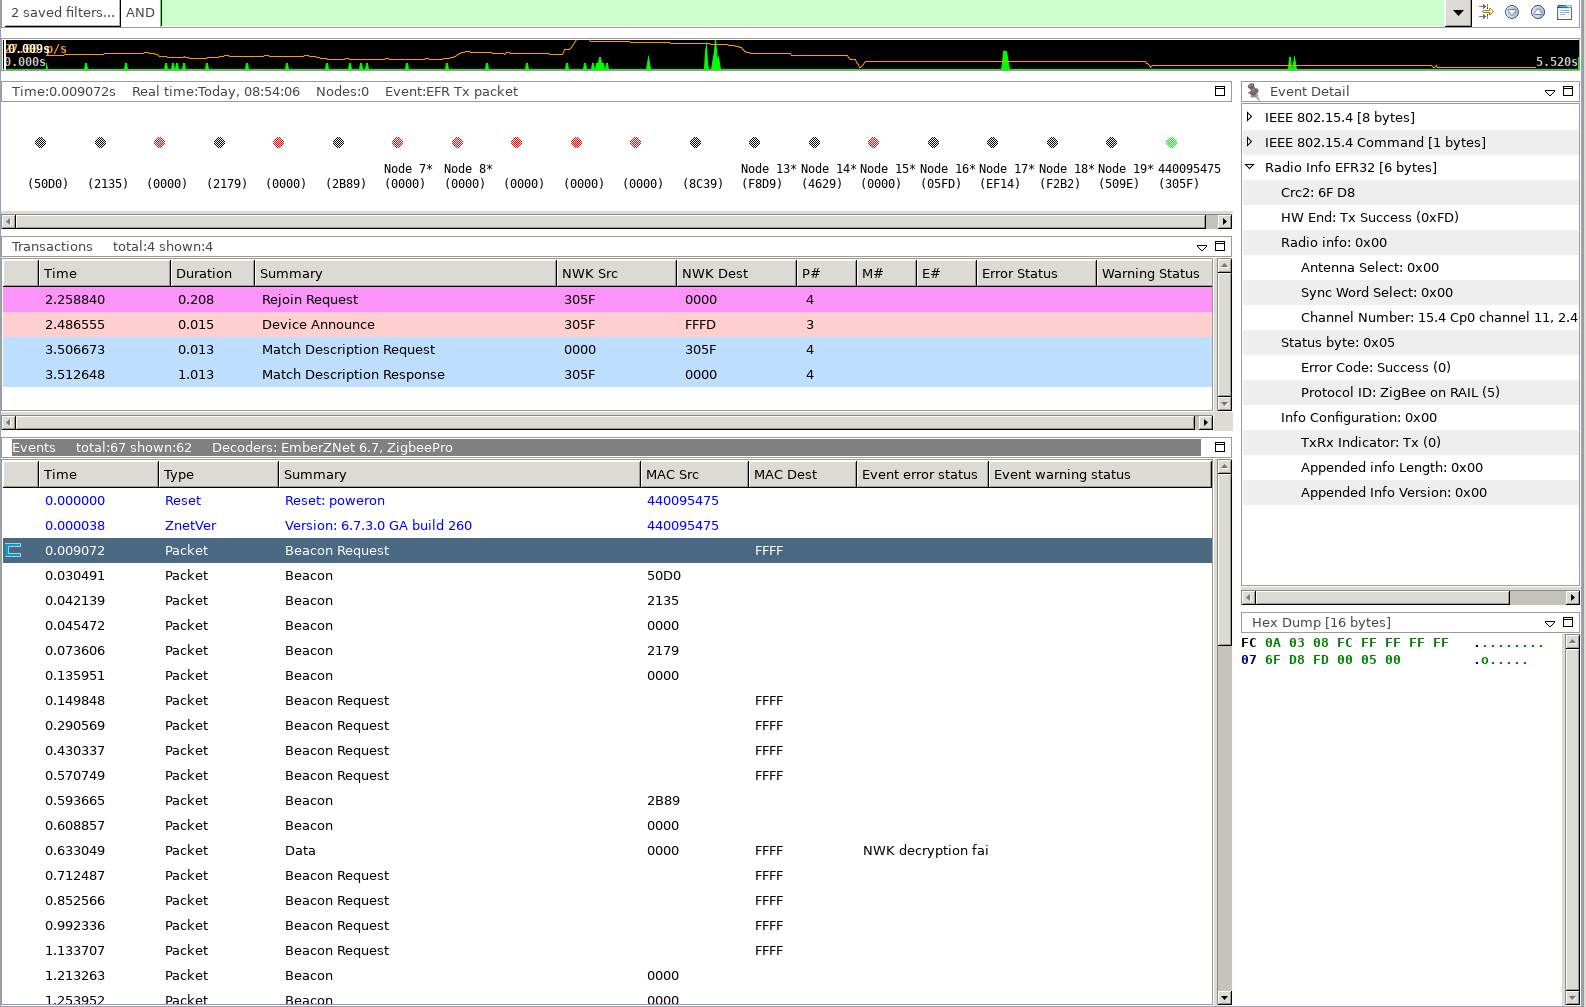 2 saved filters... AND
0.009s p/s
0.000s 5.520s
Time:0.009072s Real time:Today, 08:54:06 Nodes:0 Event:EFR Tx packet
Node 7* Node 8* Node 13* Node 14* Node 15* Node 16* Node 17* Node 18* Node 19* 440095475
(50D0) (2135) (0000) (2179) (0000) (2B89) (0000) (0000) (0000) (0000) (0000) (8C39) (F8D9) (4629) (0000) (05FD) (EF14) (F2B2) (509E) (305F)
Transactions total:4 shown:4
Time Duration Summary NWK Src NWK Dest P# M# E# Error Status Warning Status
2.258840 0.208 Rejoin Request 305F 0000 4
2.486555 0.015 Device Announce 305F FFFD 3
3.506673 0.013 Match Description Request 0000 305F 4
3.512648 1.013 Match Description Response 305F 0000 4
Events total:67 shown:62 Decoders: EmberZNet 6.7, ZigbeePro
Time Type Summary MAC Src MAC Dest Event error status Event warning status
0.000000 Reset Reset: poweron 440095475
0.000038 ZnetVer Version: 6.7.3.0 GA build 260 440095475
0.009072 Packet Beacon Request FFFF
0.030491 Packet Beacon 50D0
0.042139 Packet Beacon 2135
0.045472 Packet Beacon 0000
0.073606 Packet Beacon 2179
0.135951 Packet Beacon 0000
0.149848 Packet Beacon Request FFFF
0.290569 Packet Beacon Request FFFF
0.430337 Packet Beacon Request FFFF
0.570749 Packet Beacon Request FFFF
0.593665 Packet Beacon 2B89
0.608857 Packet Beacon 0000
0.633049 Packet Data 0000 FFFF NWK decryption fai
0.712487 Packet Beacon Request FFFF
0.852566 Packet Beacon Request FFFF
0.992336 Packet Beacon Request FFFF
1.133707 Packet Beacon Request FFFF
1.213263 Packet Beacon 0000
1.253952 Packet Beacon 0000
Event Detail
IEEE 802.15.4 [8 bytes]
IEEE 802.15.4 Command [1 bytes]
Radio Info EFR32 [6 bytes]
Crc2: 6F D8
HW End: Tx Success (0xFD)
Radio info: 0x00
Antenna Select: 0x00
Sync Word Select: 0x00
Channel Number: 15.4 Cp0 channel 11, 2.4
Status byte: 0x05
Error Code: Success (0)
Protocol ID: ZigBee on RAIL (5)
Info Configuration: 0x00
TxRx Indicator: Tx (0)
Appended info Length: 0x00
Appended Info Version: 0x00
Hex Dump [16 bytes]
FC 0A 03 08 FC FF FF FF FF .........
07 6F D8 FD 00 05 00 .o.....